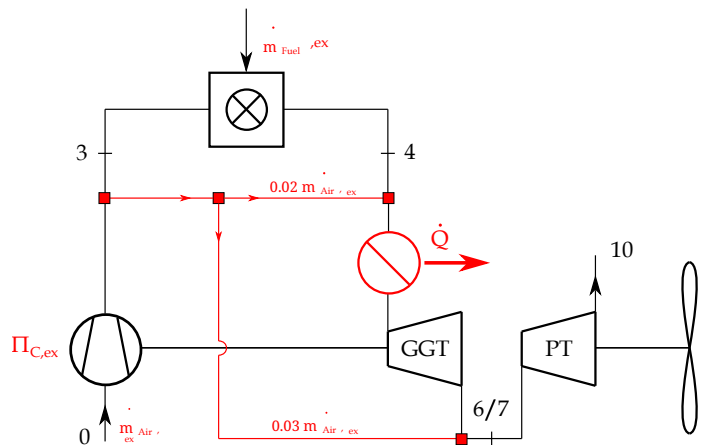 ṁ Fuel ,ex
3
4
0.02 ṁ Air , ex
Q̇
10
Π C,ex
GGT
PT
6/7
0
ṁ Air ,
ex
0.03 ṁ Air , ex